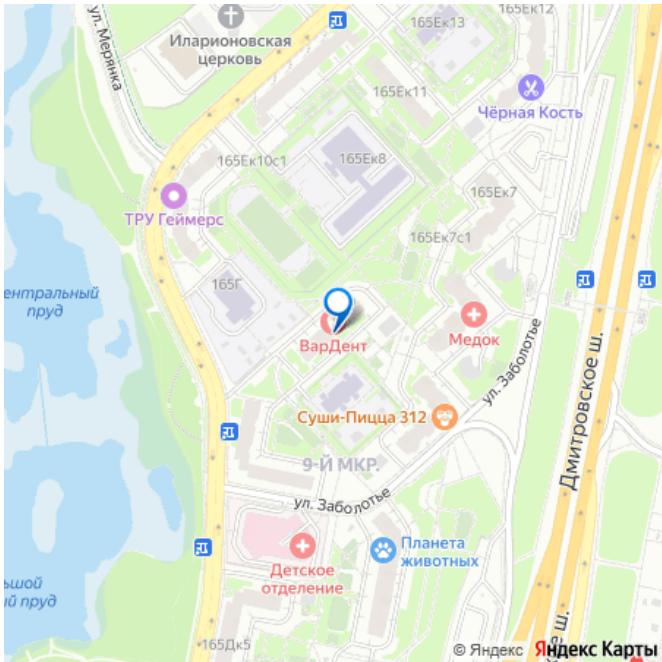 165Ек12
165Ек13
ул. Мерянка
Иларионовская
церковь
165Ек11
Чёрная Кость
165Ек10с1
165Ек8
165Ек7
ТРУ Геймерс
165Ек7с1
165Г
ентральный
пруд
ВарДент
Медок
ул. Заболотье
Дмитровское ш.
Суши-Пицца 312
9-Й МКР.
ул. Заболотье
Планета
животных
Детское
отделение
ьшой
й пруд
165Дк5
кое ш.
© Яндекс Яндекс Карты